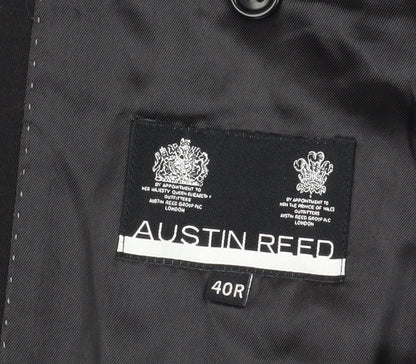 BY APPOINTMENT TO
HER MAJESTY QUEEN ELIZABETH II
OUTFITTERS
AUSTIN REED GROUP PLC
LONDON
BY APPOINTMENT TO
HRH THE PRINCE OF WALES
OUTFITTERS
AUSTIN REED GROUP PLC
LONDON
AUSTIN REED
40R